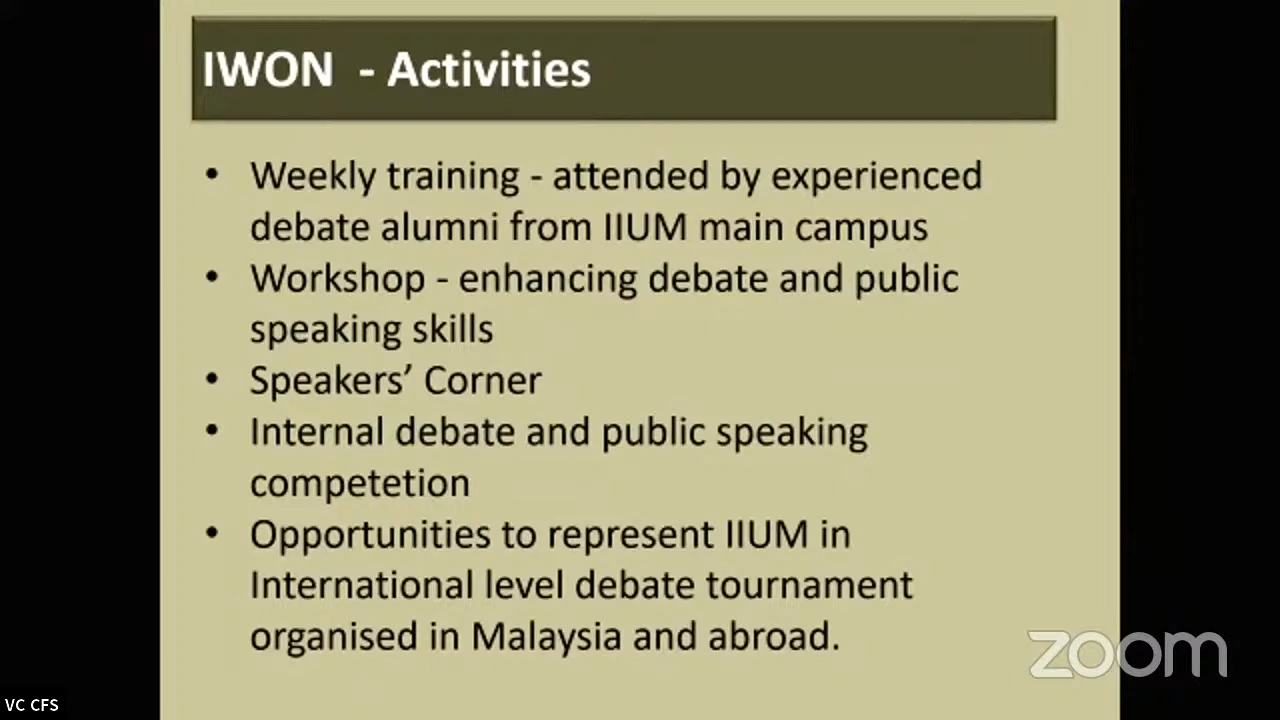 IWON - Activities
• Weekly training - attended by experienced
debate alumni from IIUM main campus
• Workshop - enhancing debate and public
speaking skills
• Speakers’ Corner
• Internal debate and public speaking
competetion
• Opportunities to represent IIUM in
International level debate tournament
organised in Malaysia and abroad.
zoom
VC CFS